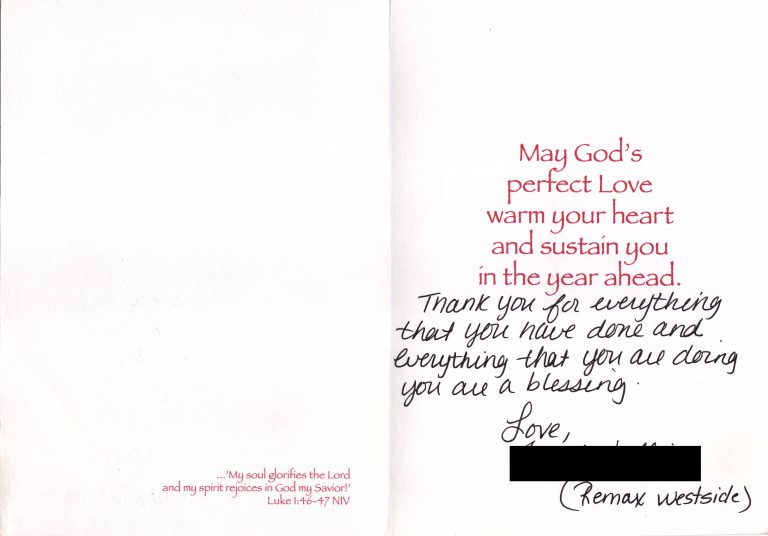 ...'My soul glorifies the Lord
and my spirit rejoices in God my Savior!'
Luke 1:46-47 NIV
May God's
perfect Love
warm your heart
and sustain you
in the year ahead.
Thank you for everything
that you have done and
everything that you are doing
you are a blessing.
Love,
(Remax Westside)